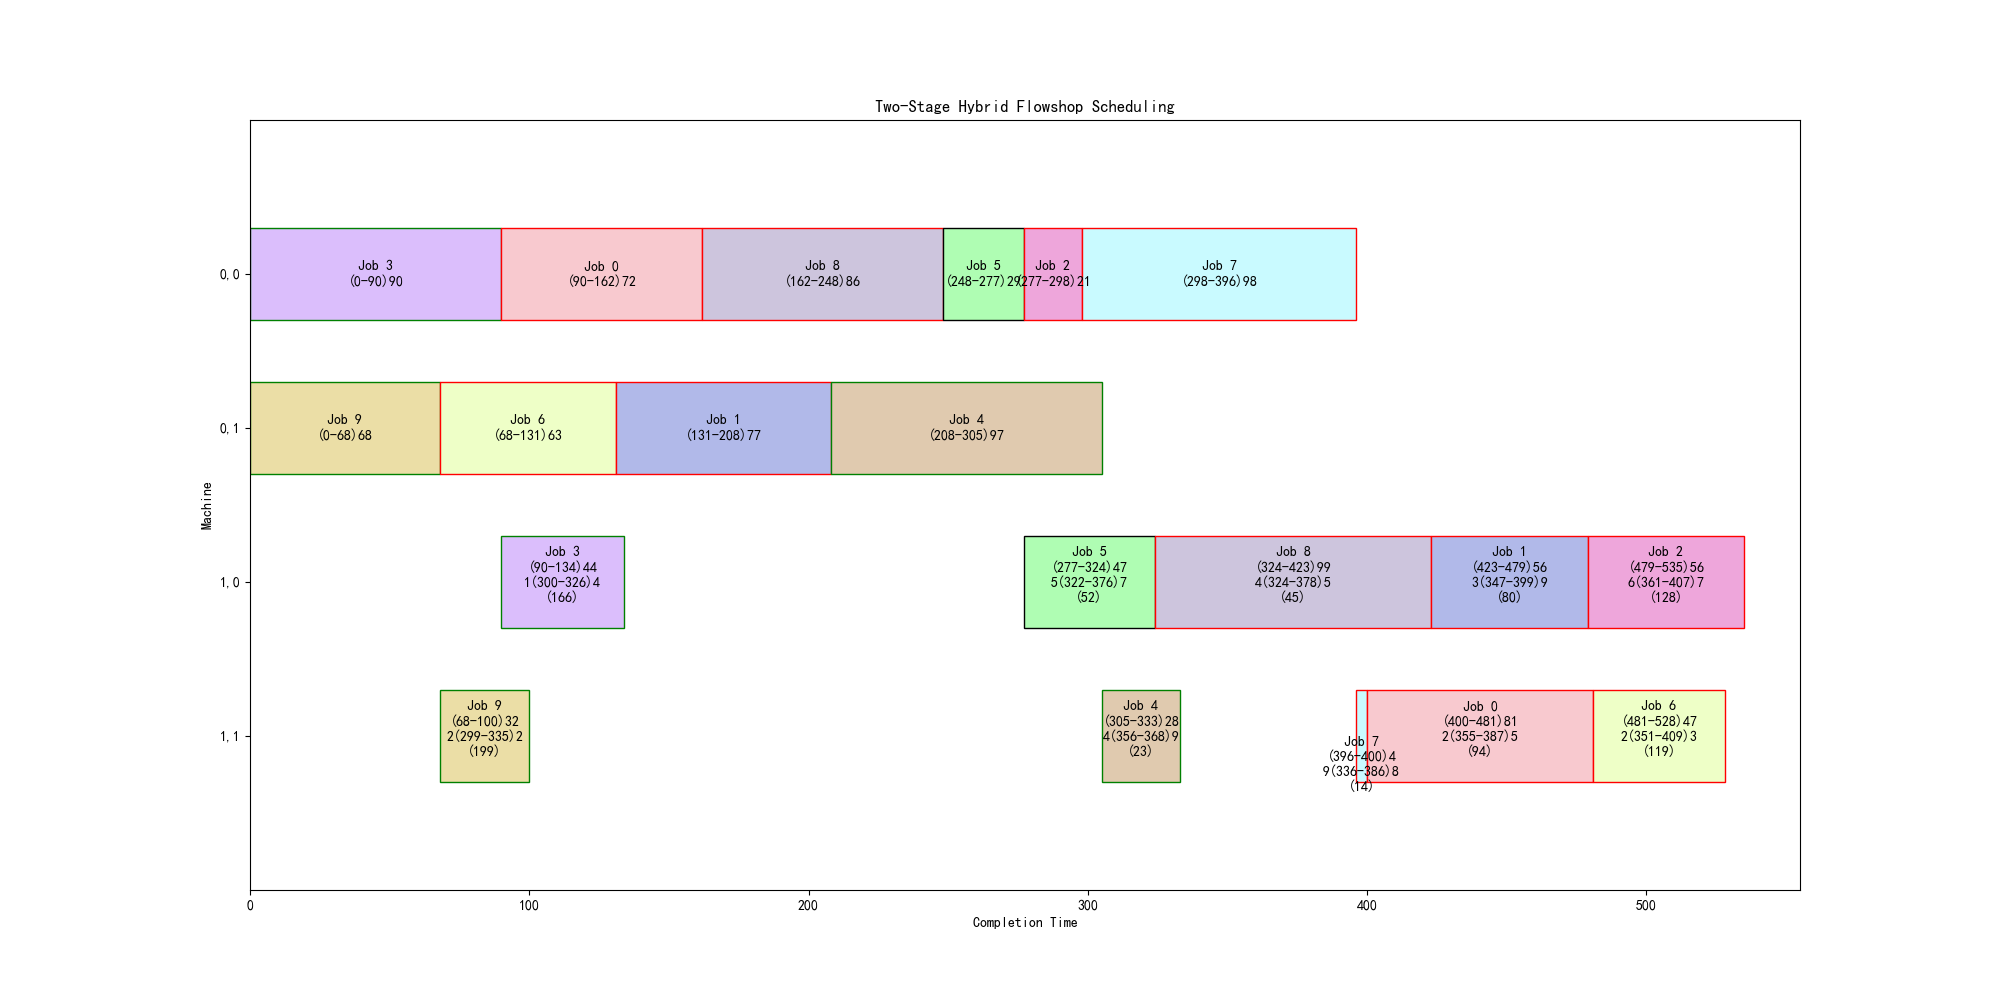 Two-Stage Hybrid Flowshop Scheduling
0,0
Job 3
(0-90)90
Job 0
(90-162)72
Job 8
(162-248)86
Job 5
(248-277)29
Job 2
(277-298)21
Job 7
(298-396)98
0,1
Job 9
(0-68)68
Job 6
(68-131)63
Job 1
(131-208)77
Job 4
(208-305)97
Machine
1,0
Job 3
(90-134)44
1(300-326)4
(166)
Job 5
(277-324)47
5(322-376)7
(52)
Job 8
(324-423)99
4(324-378)5
(45)
Job 1
(423-479)56
3(347-399)9
(80)
Job 2
(479-535)56
6(361-407)7
(128)
1,1
Job 9
(68-100)32
2(299-335)2
(199)
Job 4
(305-333)28
4(356-368)9
(23)
Job 7
(396-400)4
9(336-386)8
(14)
Job 0
(400-481)81
2(355-387)5
(94)
Job 6
(481-528)47
2(351-409)3
(119)
0
100
200
300
400
500
Completion Time